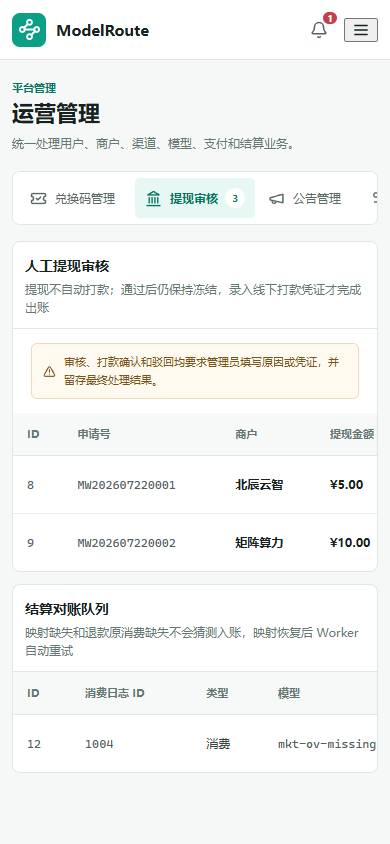 ModelRoute
1
平台管理
运营管理
统一处理用户、商户、渠道、模型、支付和结算业务。
兑换码管理 提现审核 3 公告管理
人工提现审核
提现不自动打款；通过后仍保持冻结，录入线下打款凭证才完成
出账
审核、打款确认和驳回均要求管理员填写原因或凭证，并
留存最终处理结果。
ID 申请号 商户 提现金额
8 MW202607220001 北辰云智 ¥5.00
9 MW202607220002 矩阵算力 ¥10.00
结算对账队列
映射缺失和退款原消费缺失不会猜测入账，映射恢复后 Worker
自动重试
ID 消费日志 ID 类型 模型
12 1004 消费 mkt-ov-missing